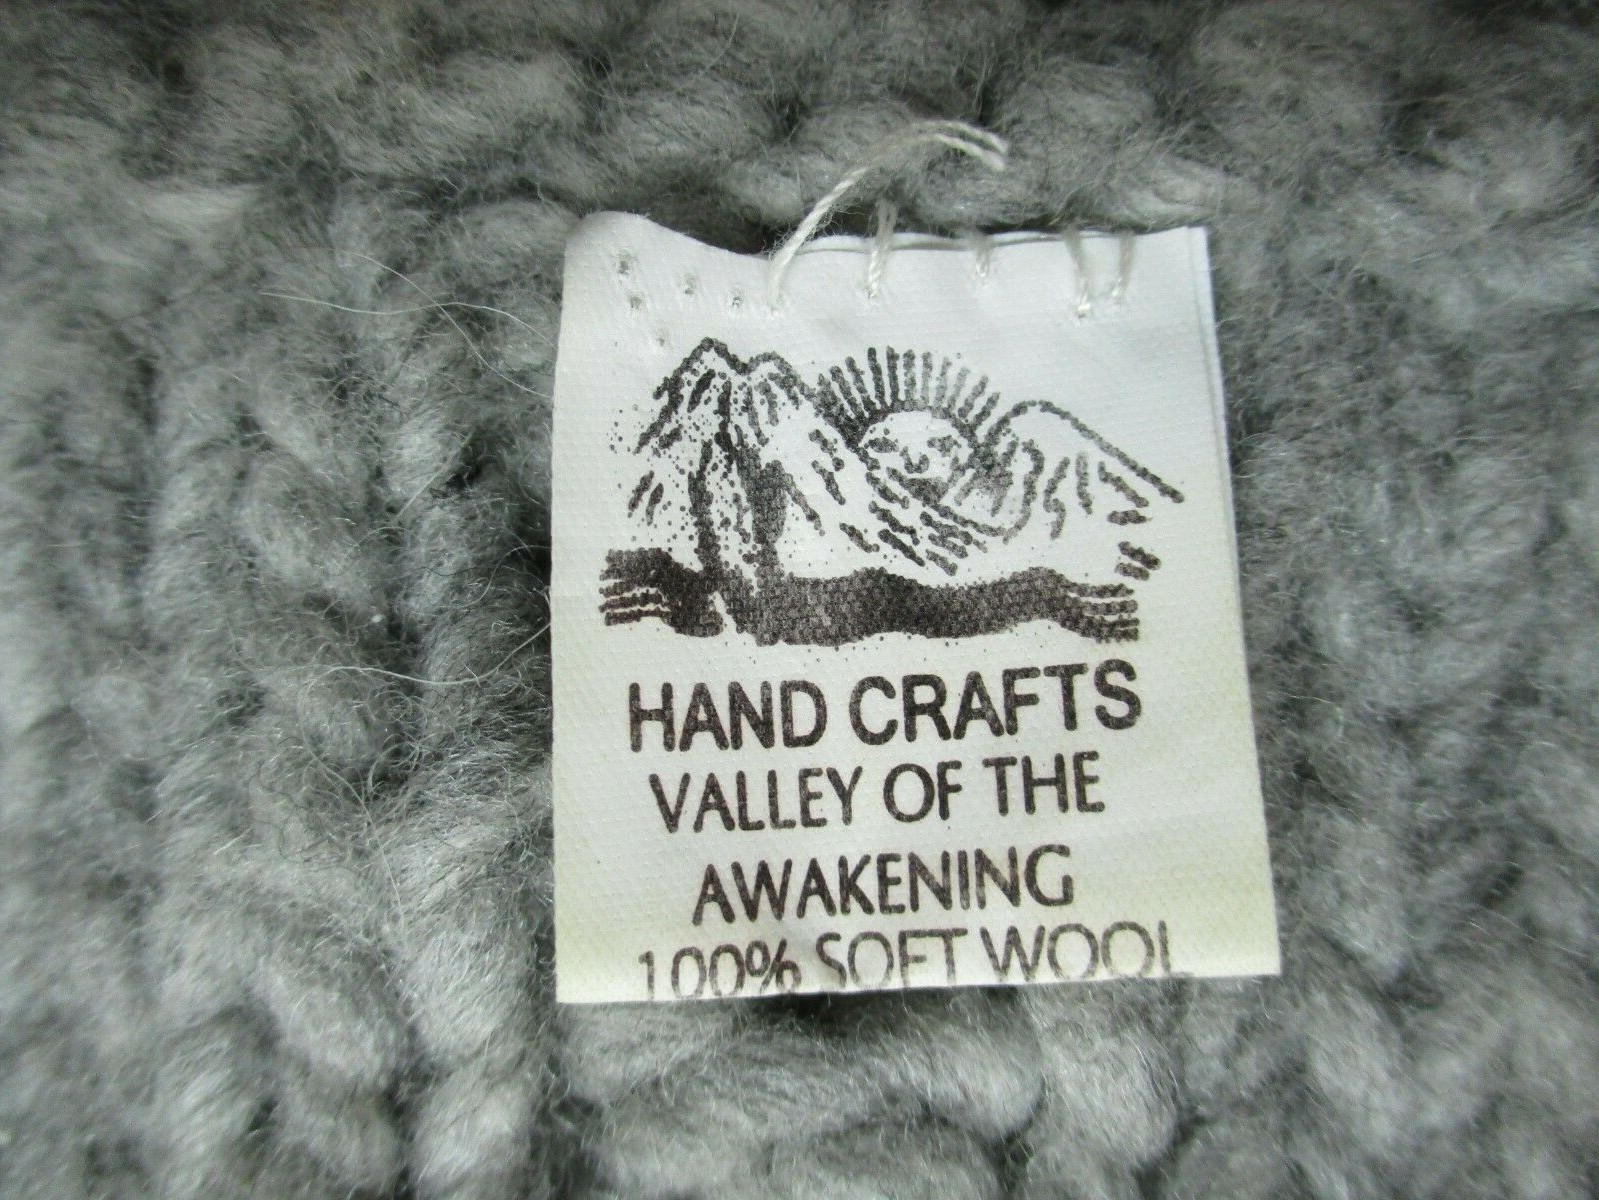 HAND CRAFTS
VALLEY OF THE
AWAKENING
100% SOFT WOOL